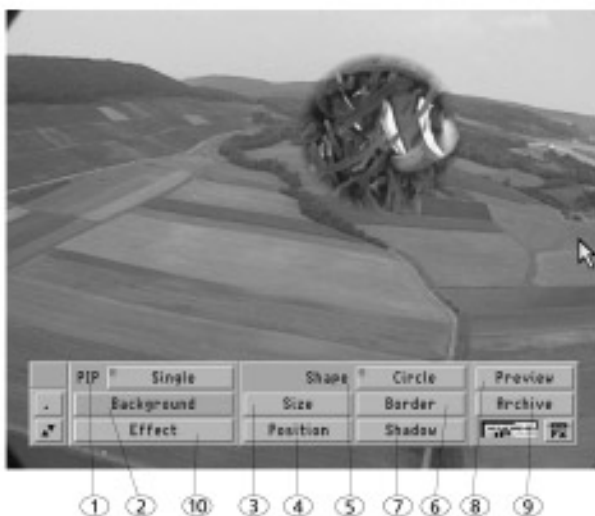 PIP Single Shape Circle Preview
Background Size Border Archive
Effect Position Shadow
1 2 10 3 4 5 7 6 8 9